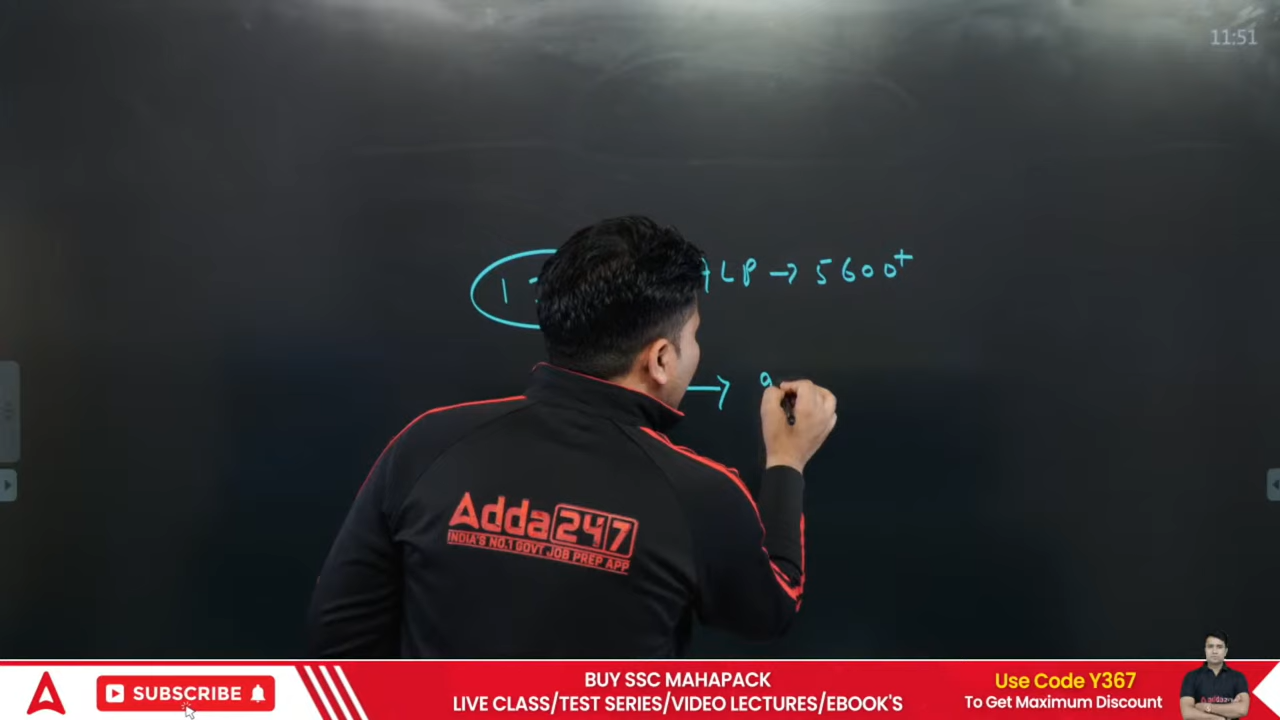 11:51
LP → 5600+
→ 9
Adda247
INDIA'S NO.1 GOVT JOB PREP APP
SUBSCRIBE
BUY SSC MAHAPACK
LIVE CLASS/TEST SERIES/VIDEO LECTURES/EBOOK'S
Use Code Y367
To Get Maximum Discount